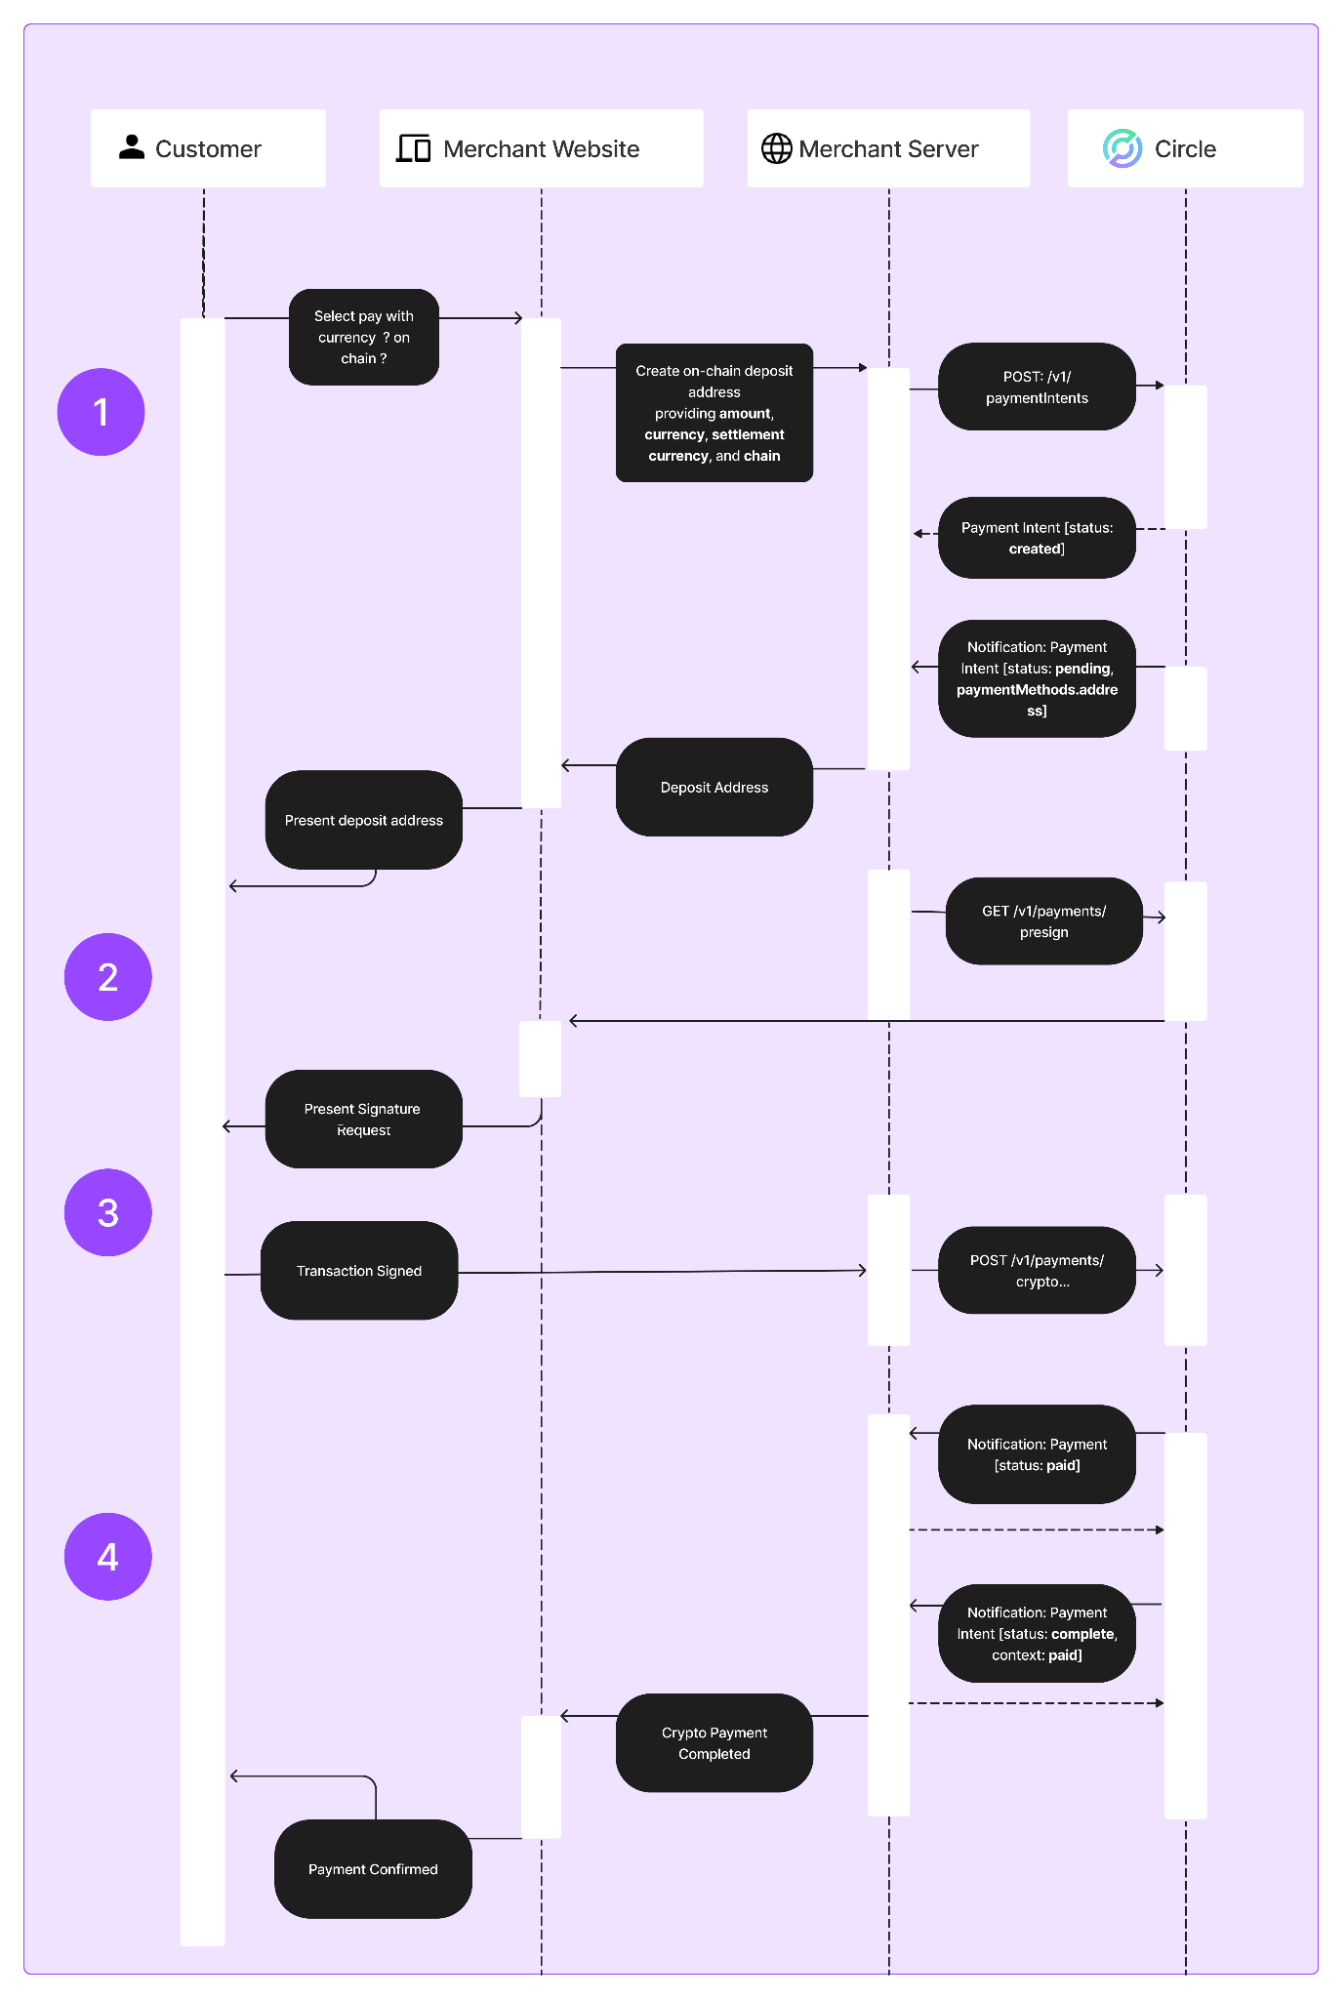 Customer
Merchant Website
Merchant Server
Circle
Select pay with
currency ? on
chain ?
1
Create on-chain deposit
address
providing amount,
currency, settlement
currency, and chain
POST: /v1/
paymentIntents
Payment Intent [status:
created]
Notification: Payment
Intent [status: pending,
paymentMethods.addre
ss]
Deposit Address
Present deposit address
GET /v1/payments/
presign
2
Present Signature
Request
3
Transaction Signed
POST /v1/payments/
crypto...
Notification: Payment
[status: paid]
4
Notification: Payment
Intent [status: complete,
context: paid]
Crypto Payment
Completed
Payment Confirmed